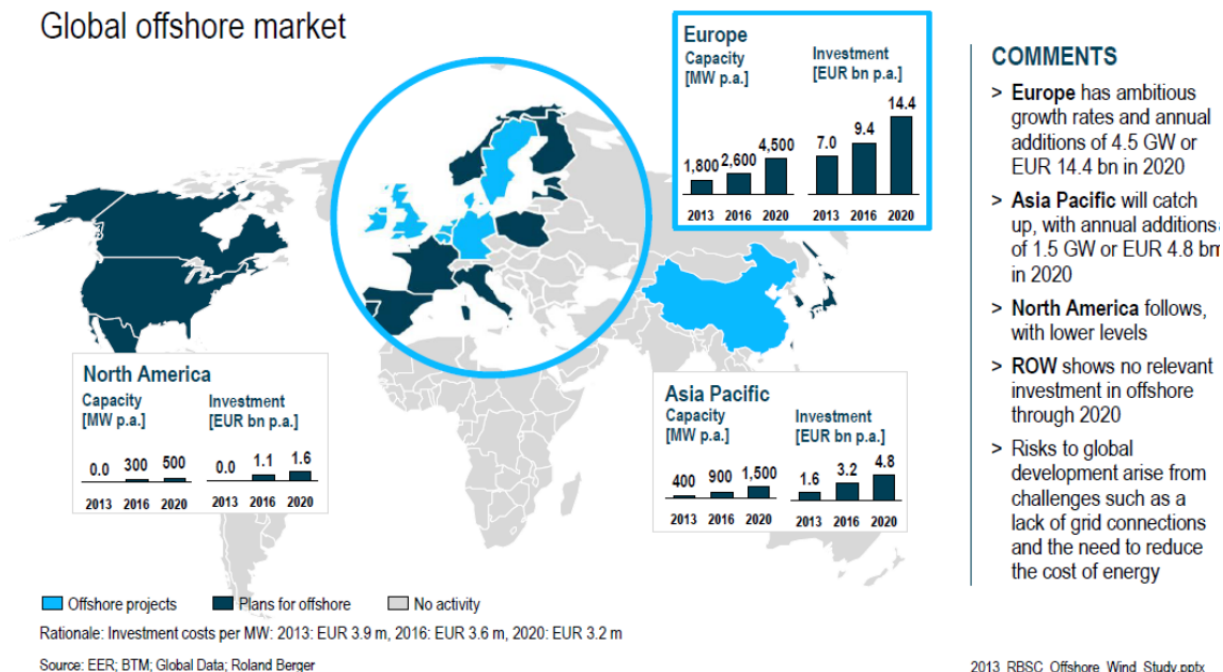 Global offshore market
Europe
Capacity
[MW p.a.]
1,800 2,600 4,500
2013 2016 2020
Investment
[EUR bn p.a.]
7.0 9.4 14.4
2013 2016 2020
North America
Capacity
[MW p.a.]
0.0 300 500
2013 2016 2020
Investment
[EUR bn p.a.]
0.0 1.1 1.6
2013 2016 2020
Asia Pacific
Capacity
[MW p.a.]
400 900 1,500
2013 2016 2020
Investment
[EUR bn p.a.]
1.6 3.2 4.8
2013 2016 2020
COMMENTS
> Europe has ambitious
growth rates and annual
additions of 4.5 GW or
EUR 14.4 bn in 2020
> Asia Pacific will catch
up, with annual additions
of 1.5 GW or EUR 4.8 bn
in 2020
> North America follows,
with lower levels
> ROW shows no relevant
investment in offshore
through 2020
> Risks to global
development arise from
challenges such as a
lack of grid connections
and the need to reduce
the cost of energy
Offshore projects Plans for offshore No activity
Rationale: Investment costs per MW: 2013: EUR 3.9 m, 2016: EUR 3.6 m, 2020: EUR 3.2 m
Source: EER; BTM; Global Data; Roland Berger
2013_RBSC_Offshore_Wind_Study.pptx